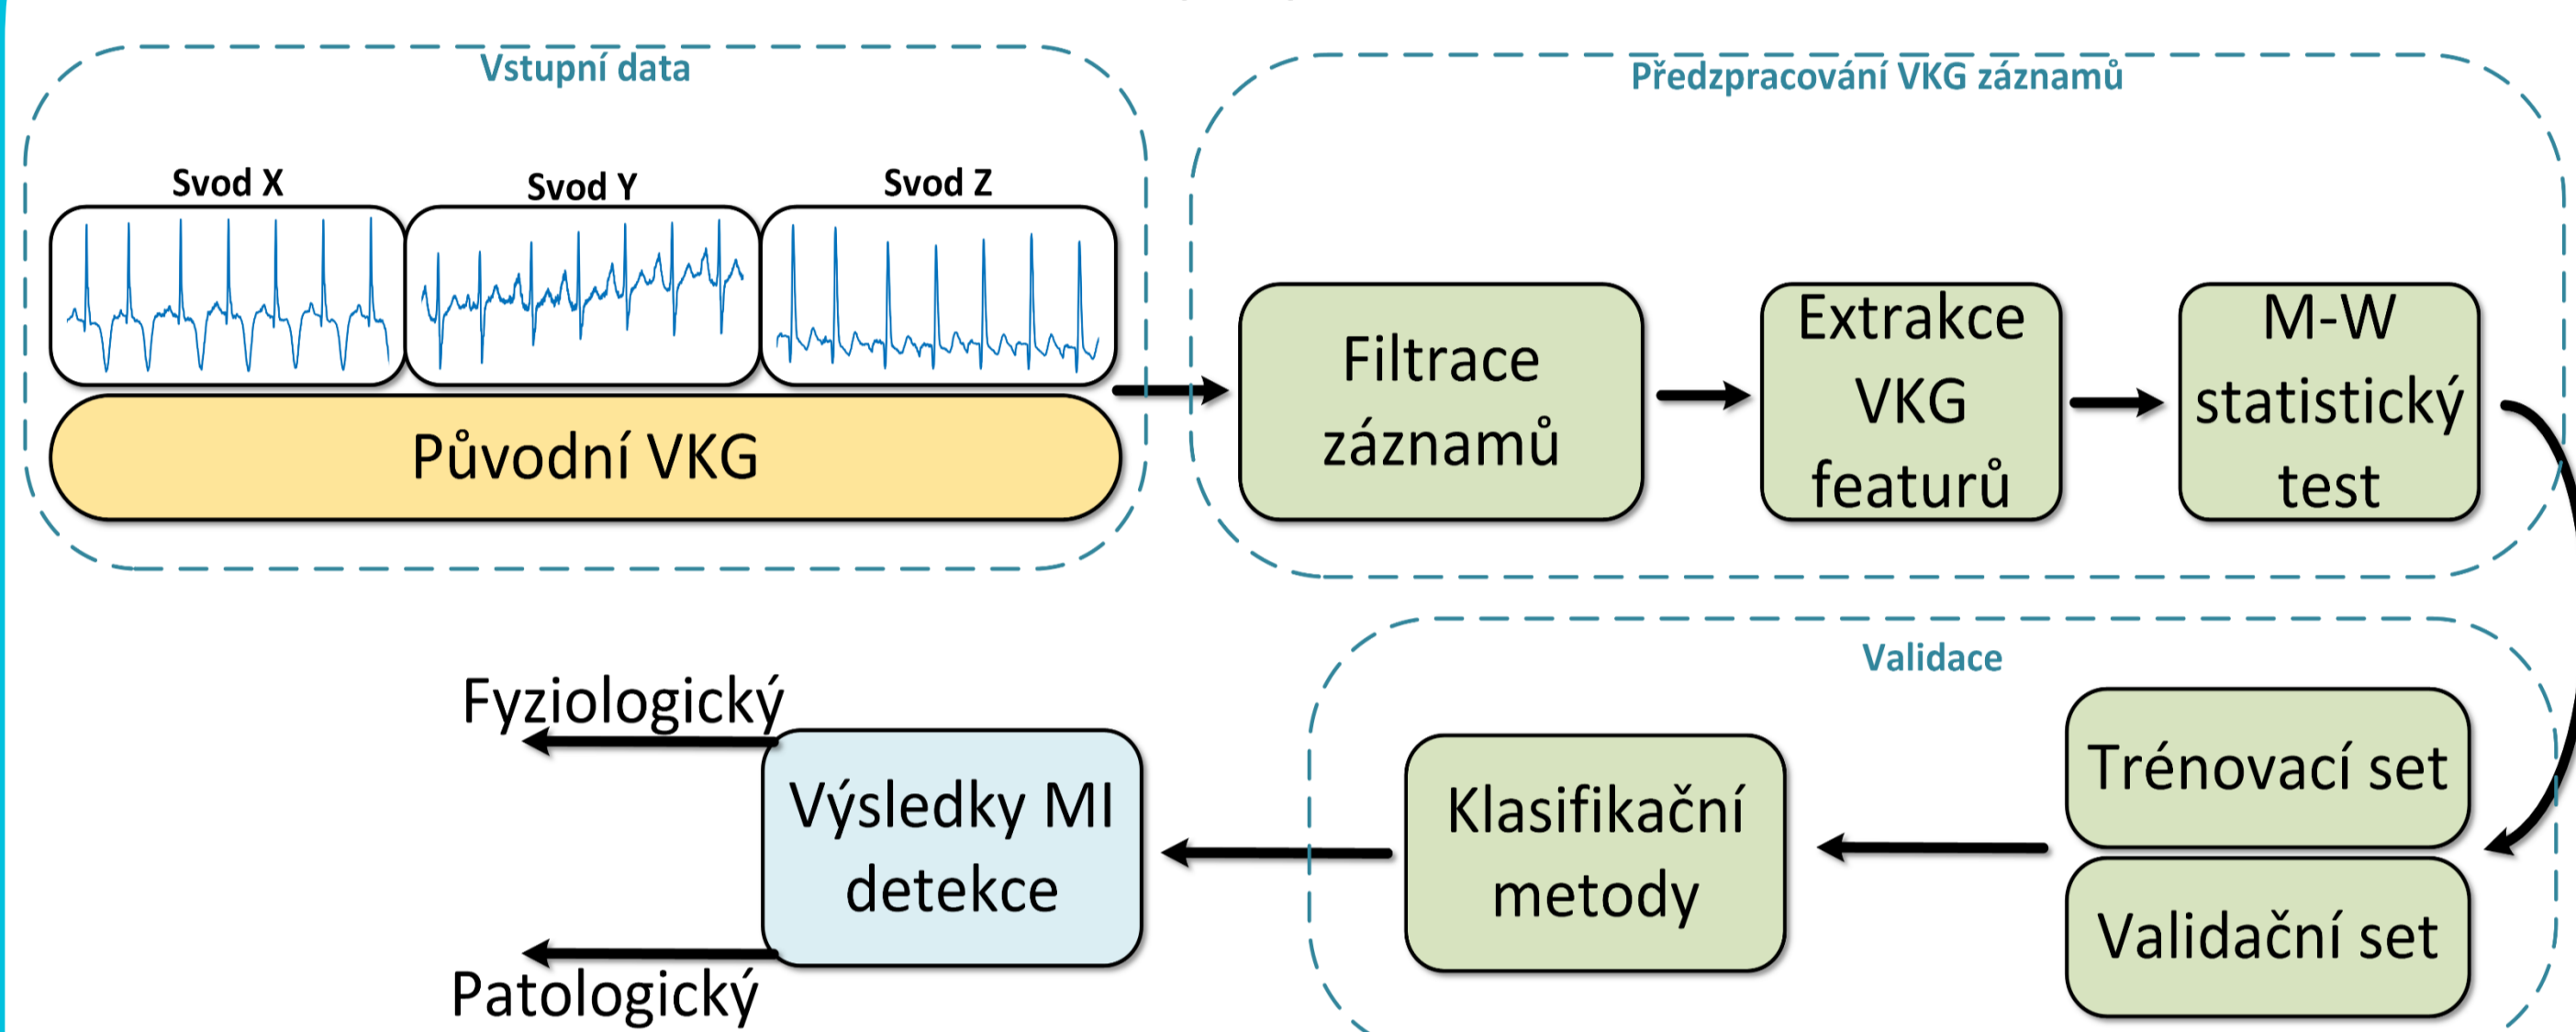 Vstupní data
Svod X
Svod Y
Svod Z
Původní VKG
Předzpracování VKG záznamů
Filtrace
záznamů
Extrakce
VKG
featurů
M-W
statistický
test
Validace
Trénovací set
Validační set
Klasifikační
metody
Výsledky MI
detekce
Fyziologický
Patologický